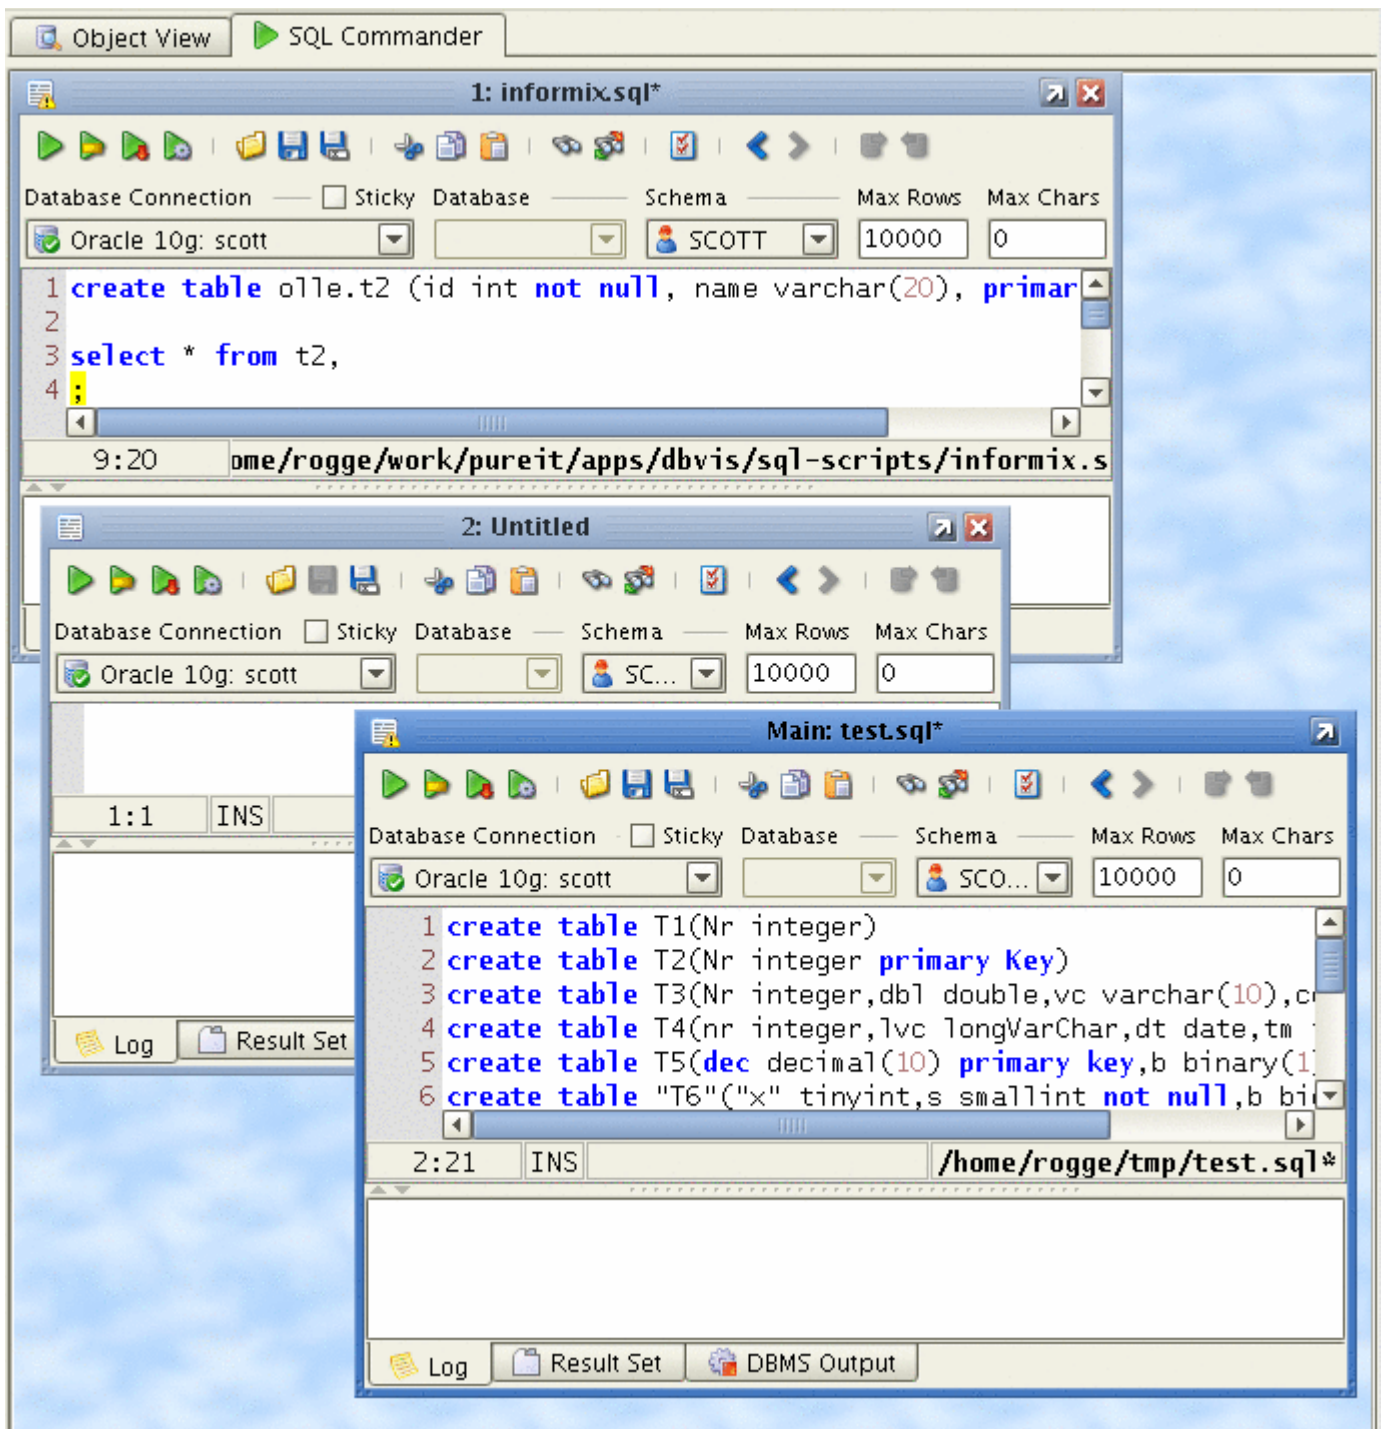 Object View SQL Commander
1: informix.sql*
Database Connection Sticky Database Schema Max Rows Max Chars
Oracle 10g: scott SCOTT 10000 0
1 create table olle.t2 (id int not null, name varchar(20), primar
2
3 select * from t2,
4 ;
9:20 ome/rogge/work/pureit/apps/dbvis/sql-scripts/informix.s
2: Untitled
Database Connection Sticky Database Schema Max Rows Max Chars
Oracle 10g: scott SC... 10000 0
1:1 INS
Log Result Set
Main: test.sql*
Database Connection Sticky Database Schema Max Rows Max Chars
Oracle 10g: scott SCO... 10000 0
1 create table T1(Nr integer)
2 create table T2(Nr integer primary Key)
3 create table T3(Nr integer,dbl double,vc varchar(10),c
4 create table T4(nr integer,lvc longVarChar,dt date,tm
5 create table T5(dec decimal(10) primary key,b binary(1
6 create table "T6"("x" tinyint,s smallint not null,b bi
2:21 INS /home/rogge/tmp/test.sql*
Log Result Set DBMS Output